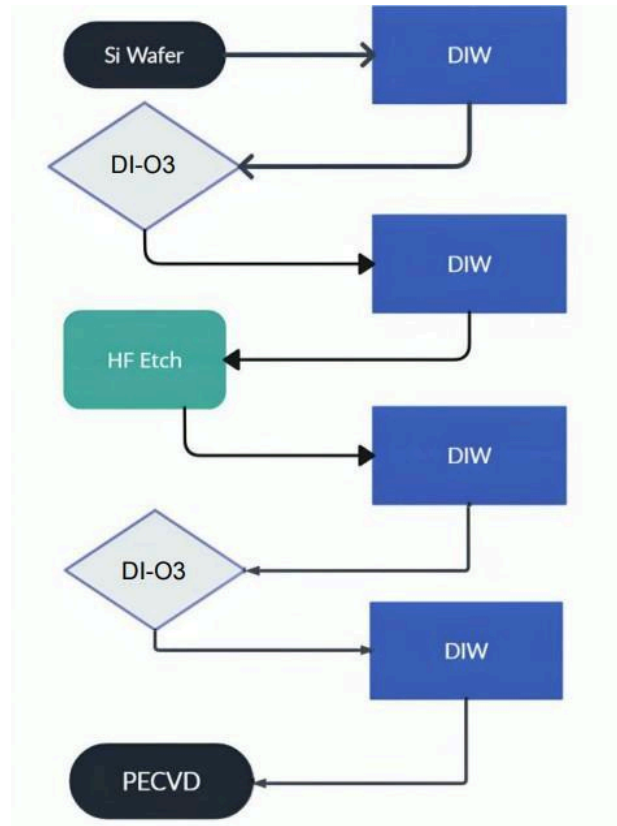 Si Wafer
DIW
DI-O3
DIW
HF Etch
DIW
DI-O3
DIW
PECVD